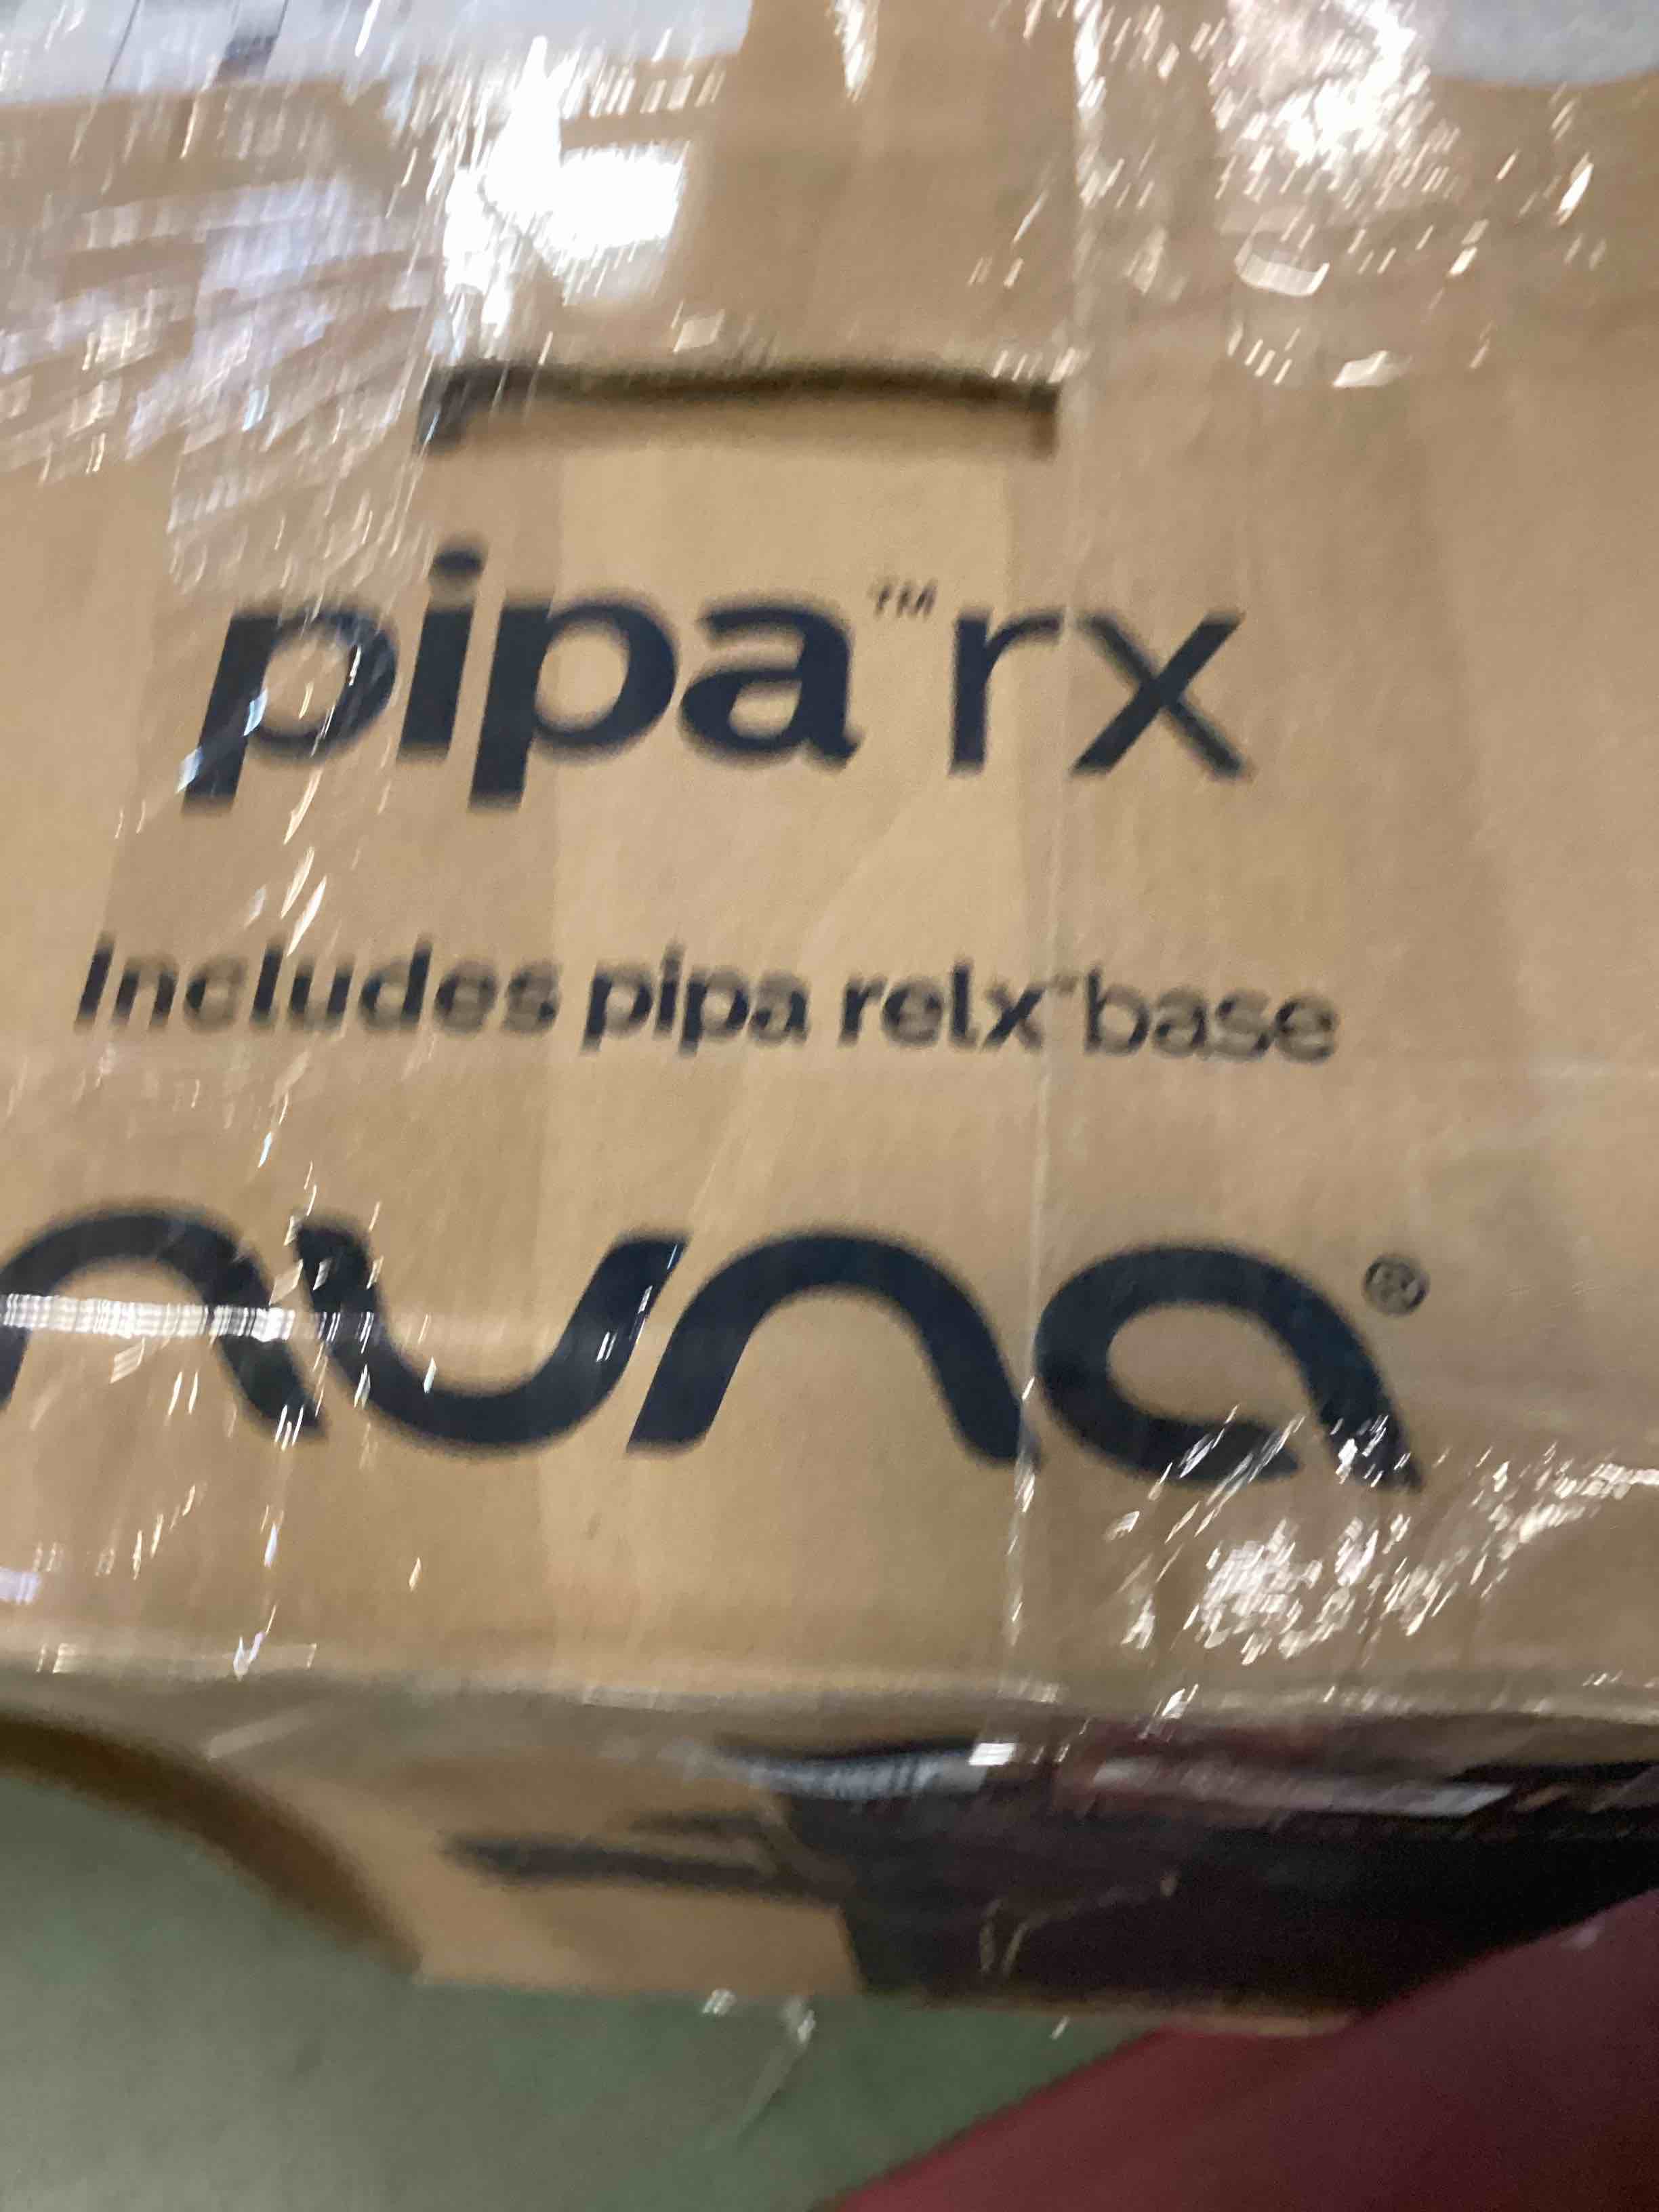 pipa™ rx
Includes pipa relx™ base
nuna®